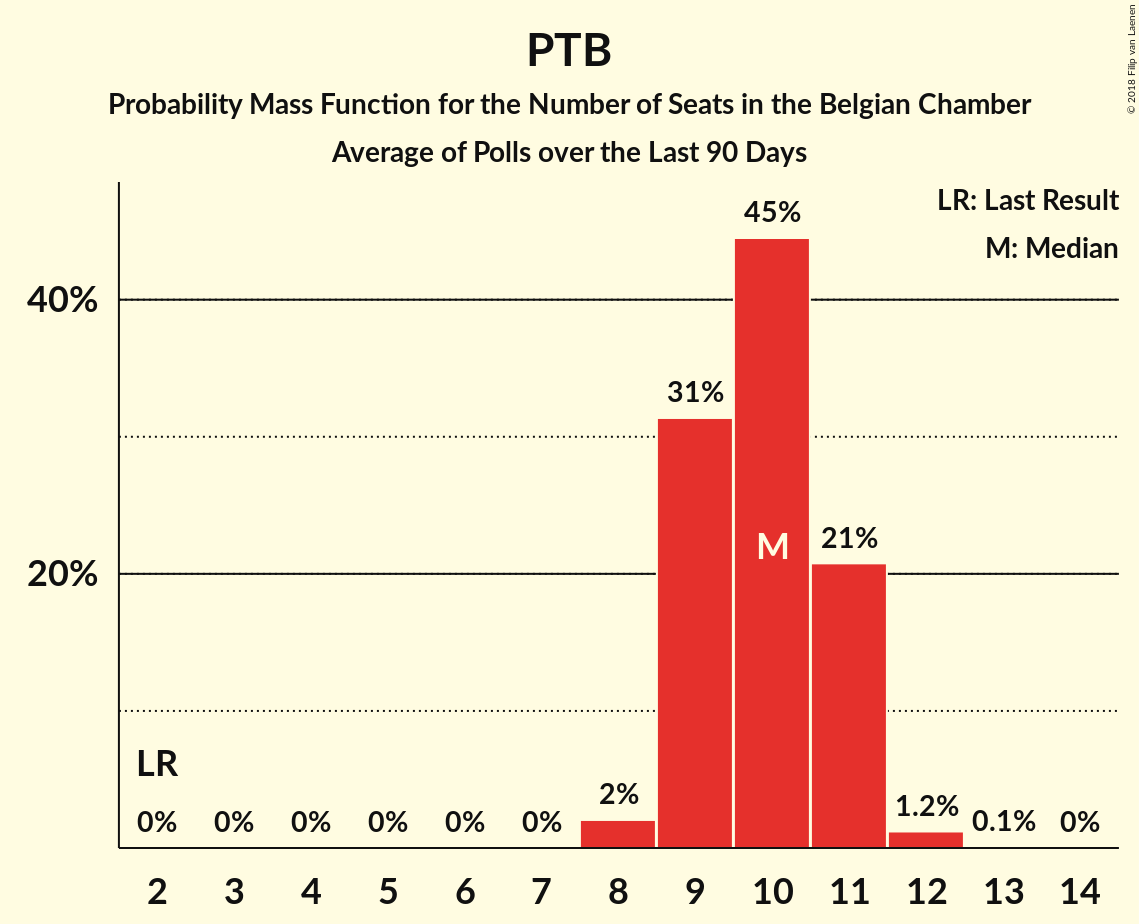 PTB
Probability Mass Function for the Number of Seats in the Belgian Chamber
Average of Polls over the Last 90 Days
© 2018 Filip van Laenen
LR: Last Result
M: Median
45%
40%
31%
M
21%
20%
LR
0% 0% 0% 0% 0% 0% 2% 1.2% 0.1% 0%
2 3 4 5 6 7 8 9 10 11 12 13 14